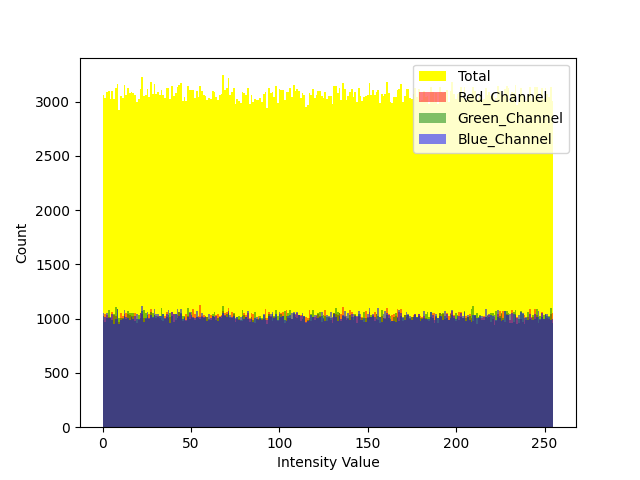 Total
Red_Channel
Green_Channel
Blue_Channel
3000
2500
2000
1500
1000
500
0
Count
0 50 100 150 200 250
Intensity Value